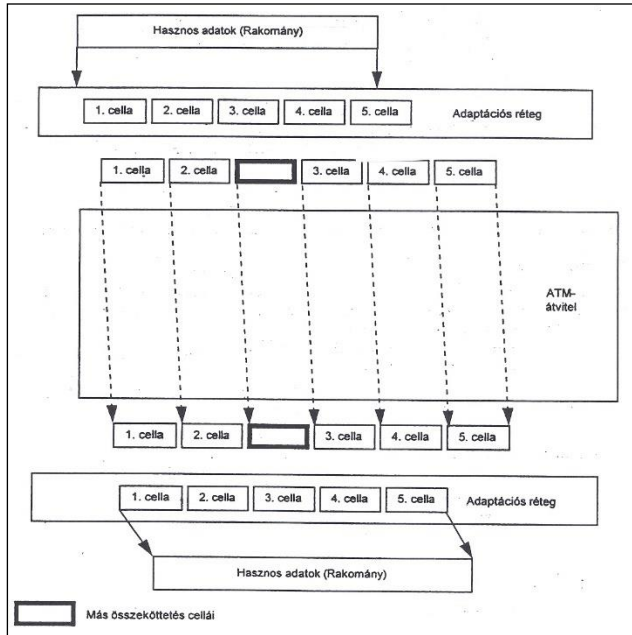 Hasznos adatok (Rakomány)
1. cella 2. cella 3. cella 4. cella 5. cella Adaptációs réteg
1. cella 2. cella 3. cella 4. cella 5. cella
ATM-
átvitel
1. cella 2. cella 3. cella 4. cella 5. cella
1. cella 2. cella 3. cella 4. cella 5. cella Adaptációs réteg
Hasznos adatok (Rakomány)
Más összeköttetés cellái